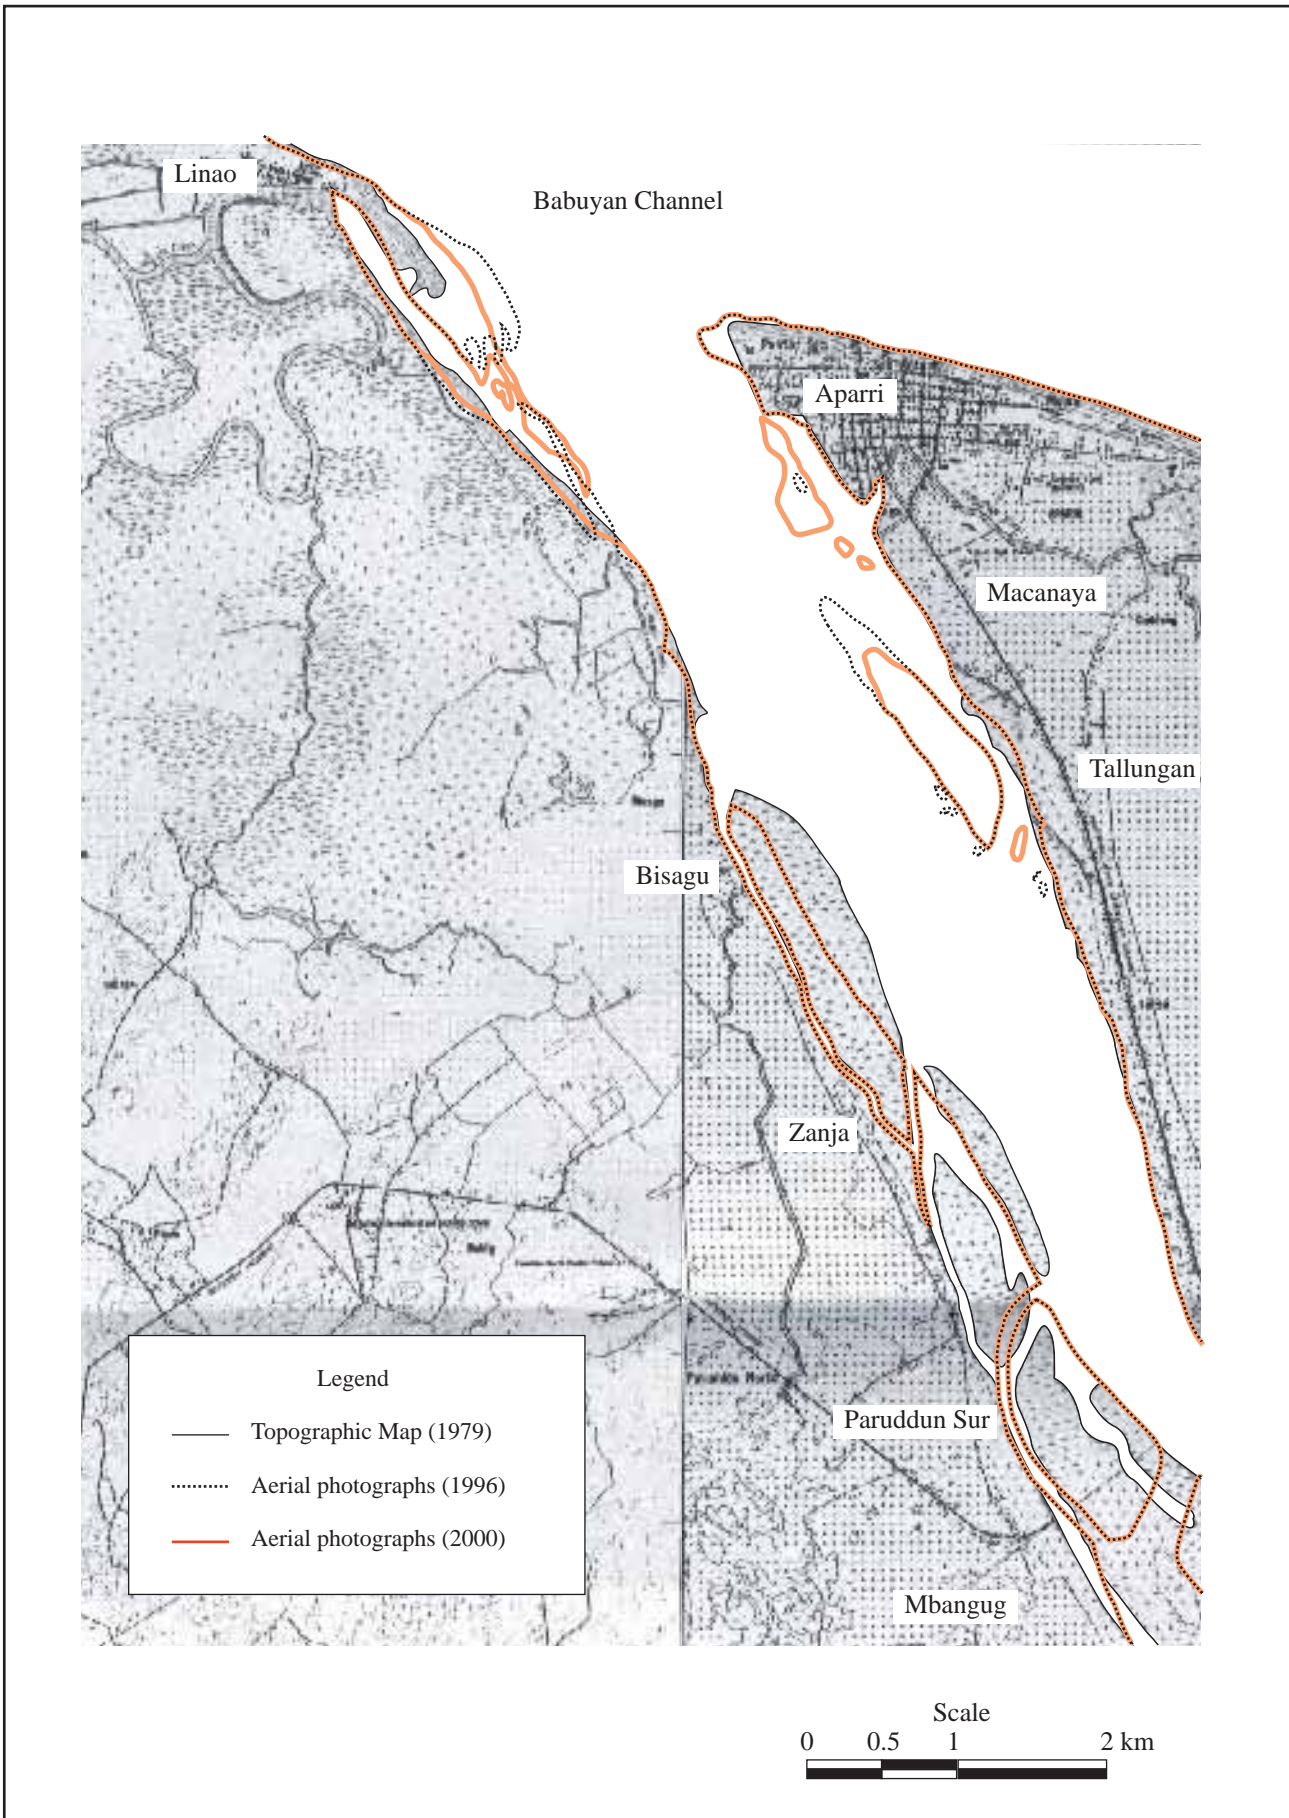 Linao
Babuyan Channel
Aparri
Macanaya
Tallungan
Bisagu
Zanja
Paruddun Sur
Mbangug
Legend
Topographic Map (1979)
Aerial photographs (1996)
Aerial photographs (2000)
Scale
0 0.5 1 2 km